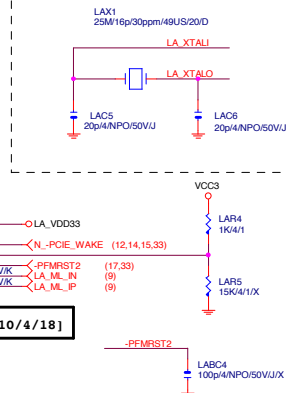 LAX1
25M/16p/30ppm/49US/20/D
LA_XTALI
LA_XTALO
LAC5
20p/4/NPO/50V/J
LAC6
20p/4/NPO/50V/J
VCC3
LA_VDD33
LAR4
1K/4/1
N_-PCIE_WAKE (12,14,15,33)
-PFMRST2 (17,33)
V/K LA_ML_IN (9)
V/K LA_ML_IP (9)
LAR5
15K/4/1/X
10/4/18]
-PFMRST2
LABC4
100p/4/NPO/50V/J/X